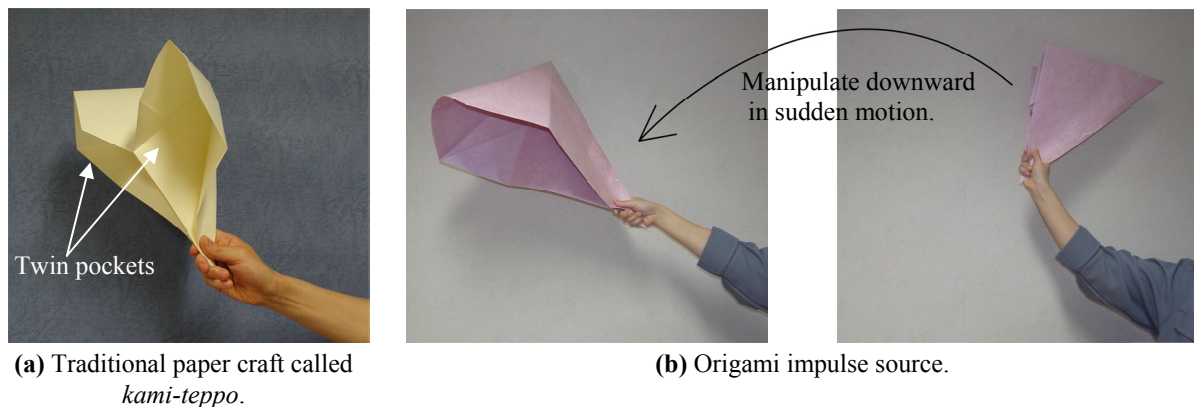 Twin pockets
Manipulate downward
in sudden motion.
(a) Traditional paper craft called
kami-teppo.
(b) Origami impulse source.